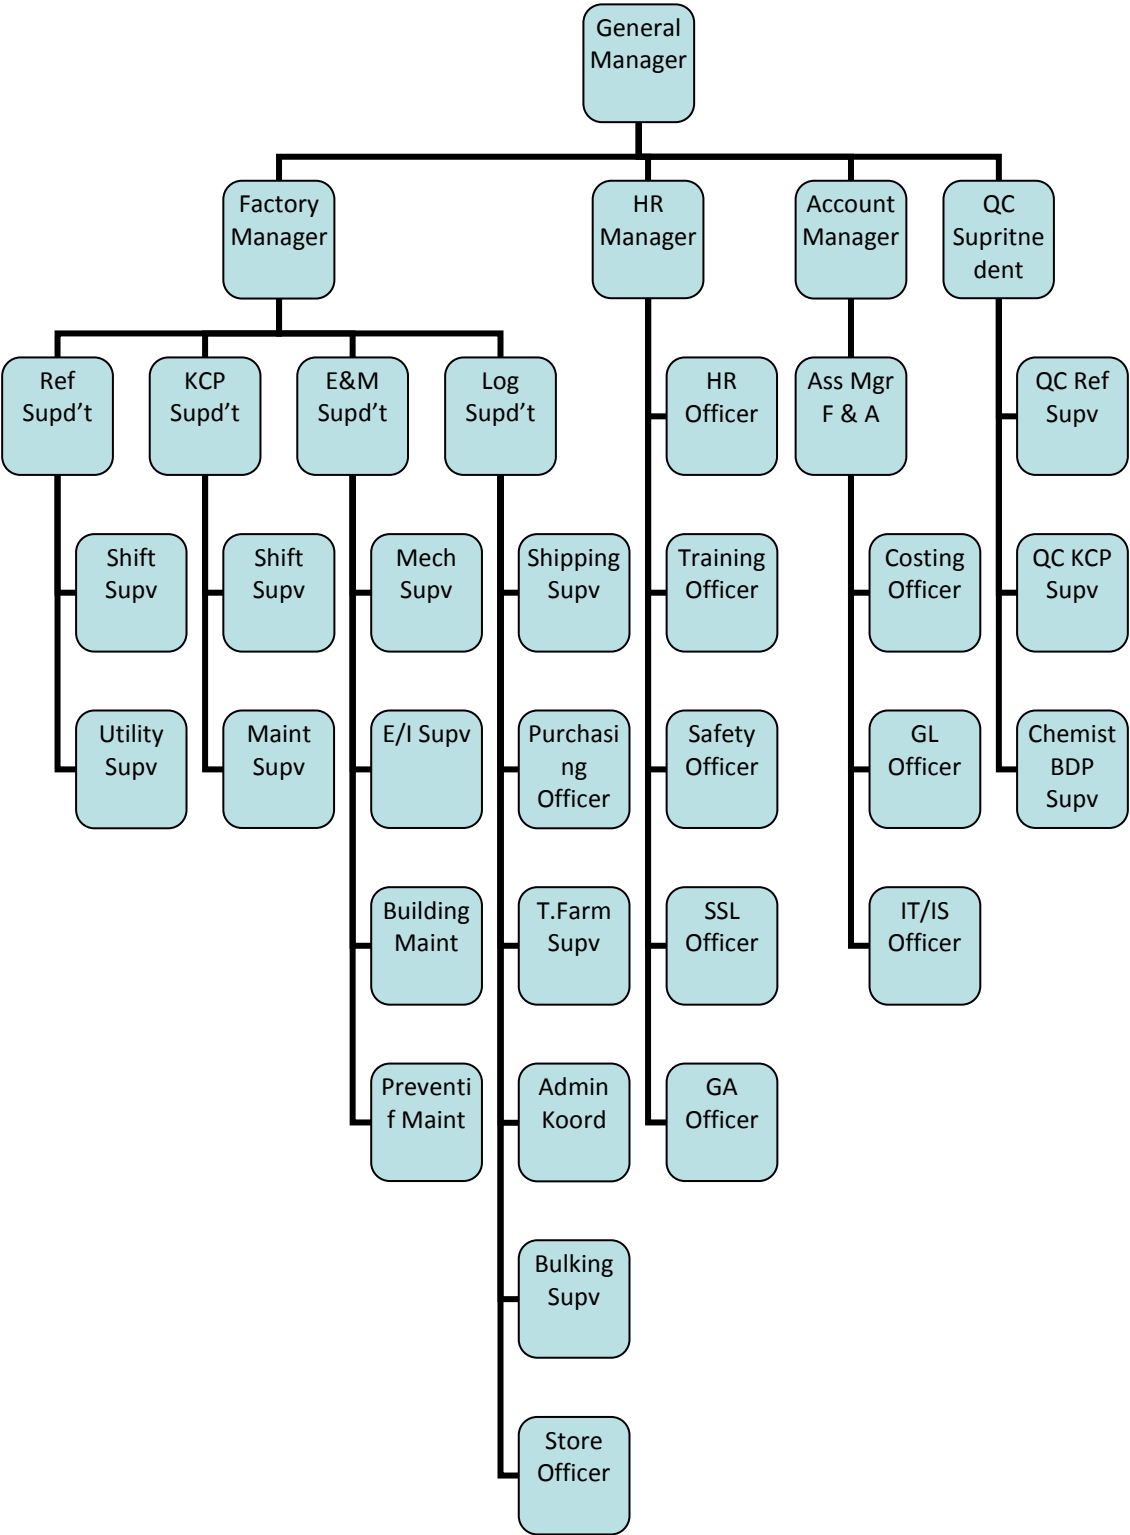 General
Manager
Factory
Manager
HR
Manager
Account
Manager
QC
Supritne
dent
Ref
Supd’t
KCP
Supd’t
E&M
Supd’t
Log
Supd’t
HR
Officer
Ass Mgr
F & A
QC Ref
Supv
Shift
Supv
Shift
Supv
Mech
Supv
Shipping
Supv
Training
Officer
Costing
Officer
QC KCP
Supv
Utility
Supv
Maint
Supv
E/I Supv
Purchasi
ng
Officer
Safety
Officer
GL
Officer
Chemist
BDP
Supv
Building
Maint
T.Farm
Supv
SSL
Officer
IT/IS
Officer
Preventi
f Maint
Admin
Koord
GA
Officer
Bulking
Supv
Store
Officer